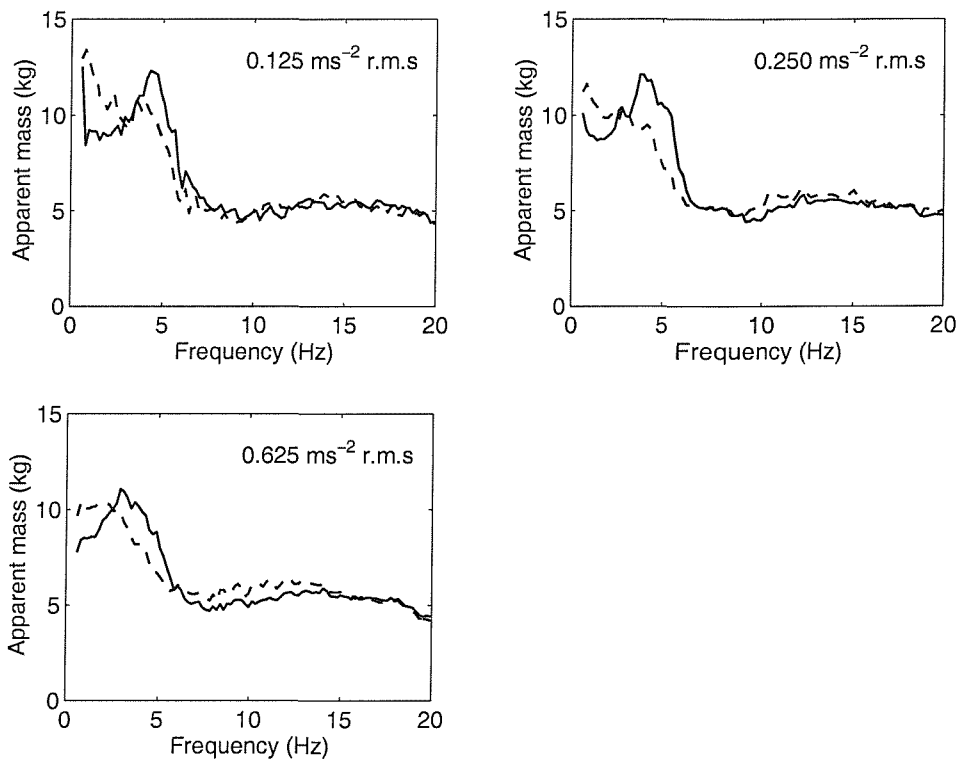 0.125 ms⁻² r.m.s
Apparent mass (kg)
15
10
5
0
0 5 10 15 20
Frequency (Hz)
0.250 ms⁻² r.m.s
Apparent mass (kg)
15
10
5
0
0 5 10 15 20
Frequency (Hz)
0.625 ms⁻² r.m.s
Apparent mass (kg)
15
10
5
0
0 5 10 15 20
Frequency (Hz)